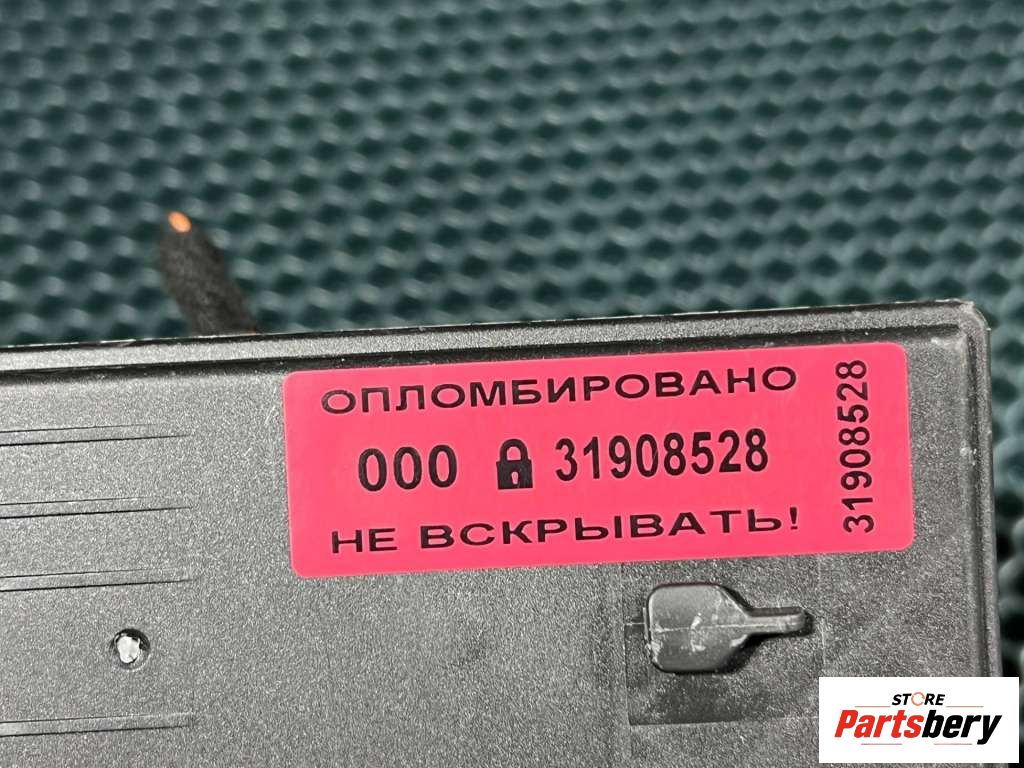 ОПЛОМБИРОВАНО
000 31908528
НЕ ВСКРЫВАТЬ!
31908528
STORE
Partsbery